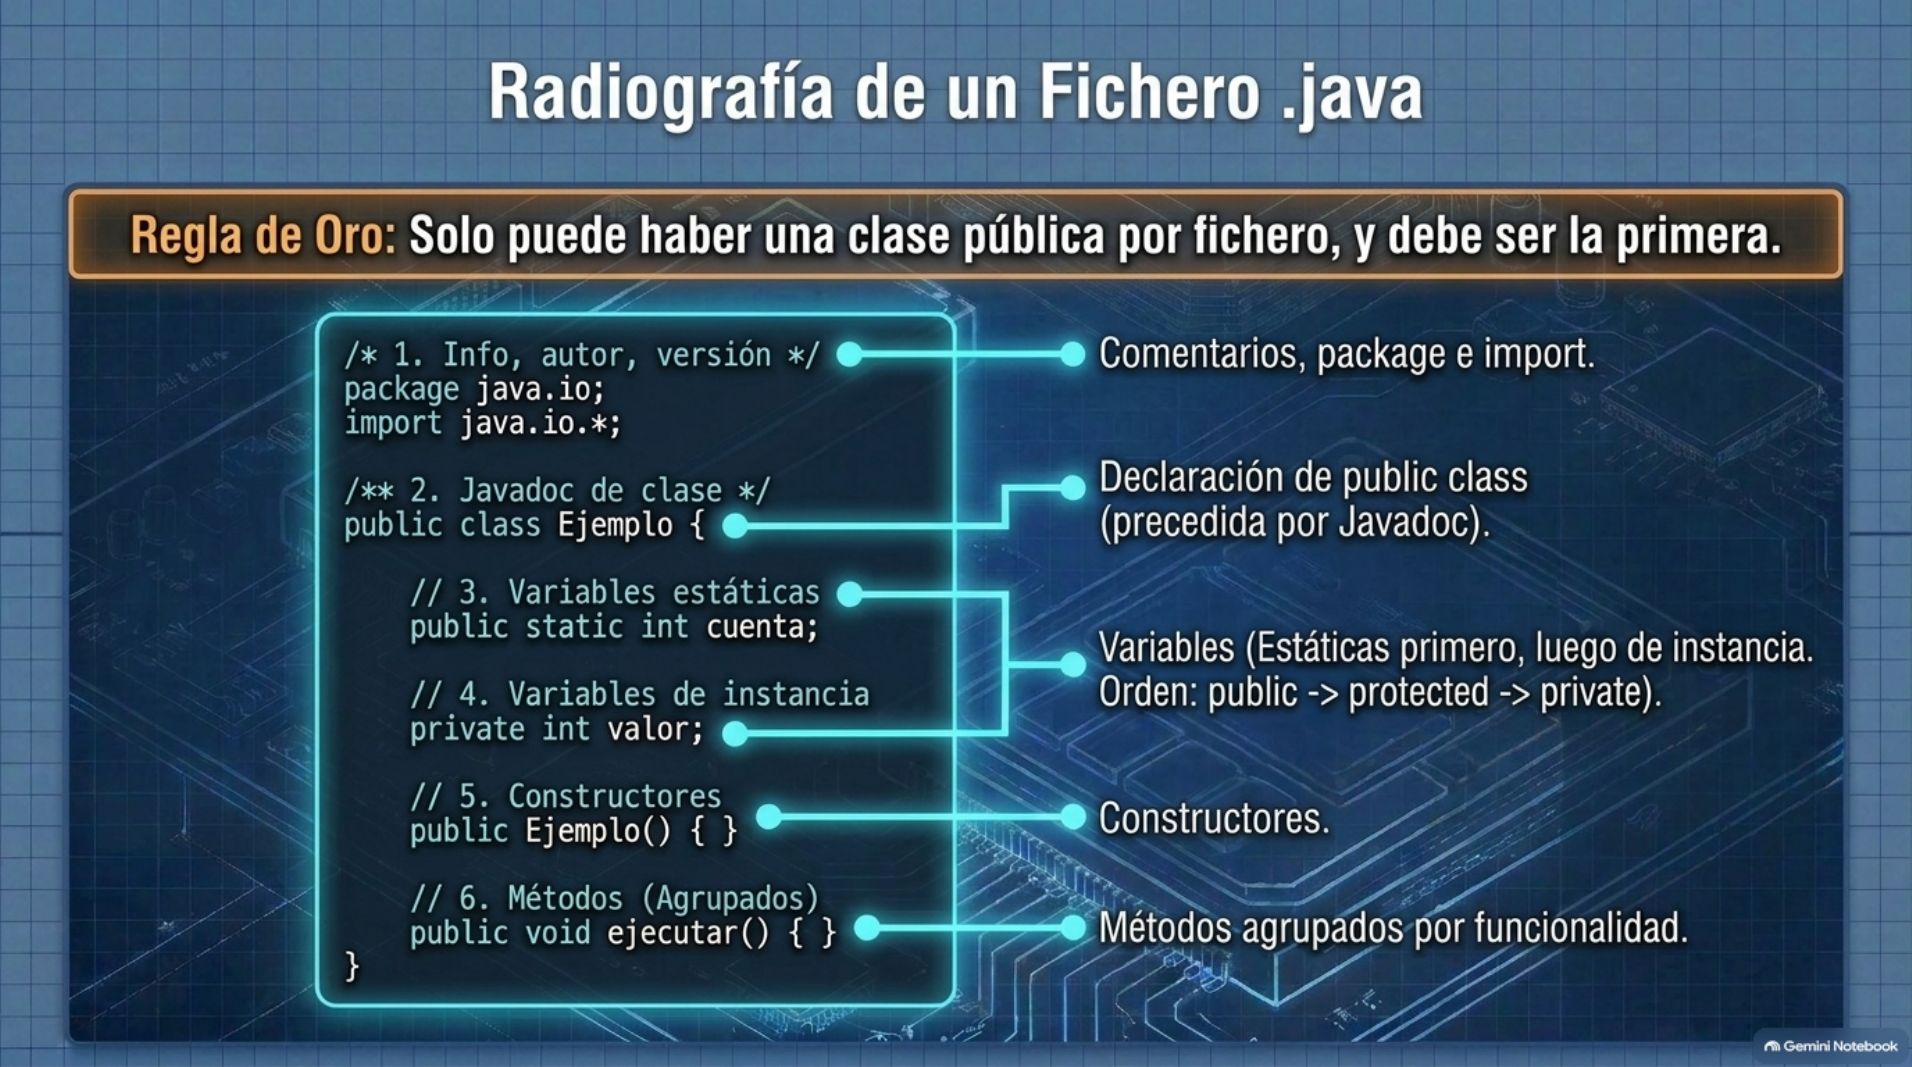 Radiografía de un Fichero .java
Regla de Oro: Solo puede haber una clase pública por fichero, y debe ser la primera.
/* 1. Info, autor, versión */
package java.io;
import java.io.*;
/** 2. Javadoc de clase */
public class Ejemplo {
// 3. Variables estáticas
public static int cuenta;
// 4. Variables de instancia
private int valor;
// 5. Constructores
public Ejemplo() { }
// 6. Métodos (Agrupados)
public void ejecutar() { }
}
Comentarios, package e import.
Declaración de public class
(precedida por Javadoc).
Variables (Estáticas primero, luego de instancia.
Orden: public -> protected -> private).
Constructores.
Métodos agrupados por funcionalidad.
Gemini Notebook